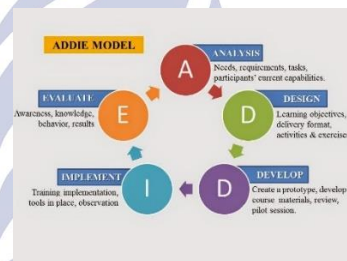 ADDIE MODEL
A
ANALYSIS
Needs, requirements, tasks,
participants' current capabilities.
D
DESIGN
Learning objectives,
delivery format,
activities & exercise
D
DEVELOP
Create a prototype, develop
course materials, review,
pilot session.
I
IMPLEMENT
Training implementation,
tools in place, observation
E
EVALUATE
Awareness, knowledge,
behavior, results